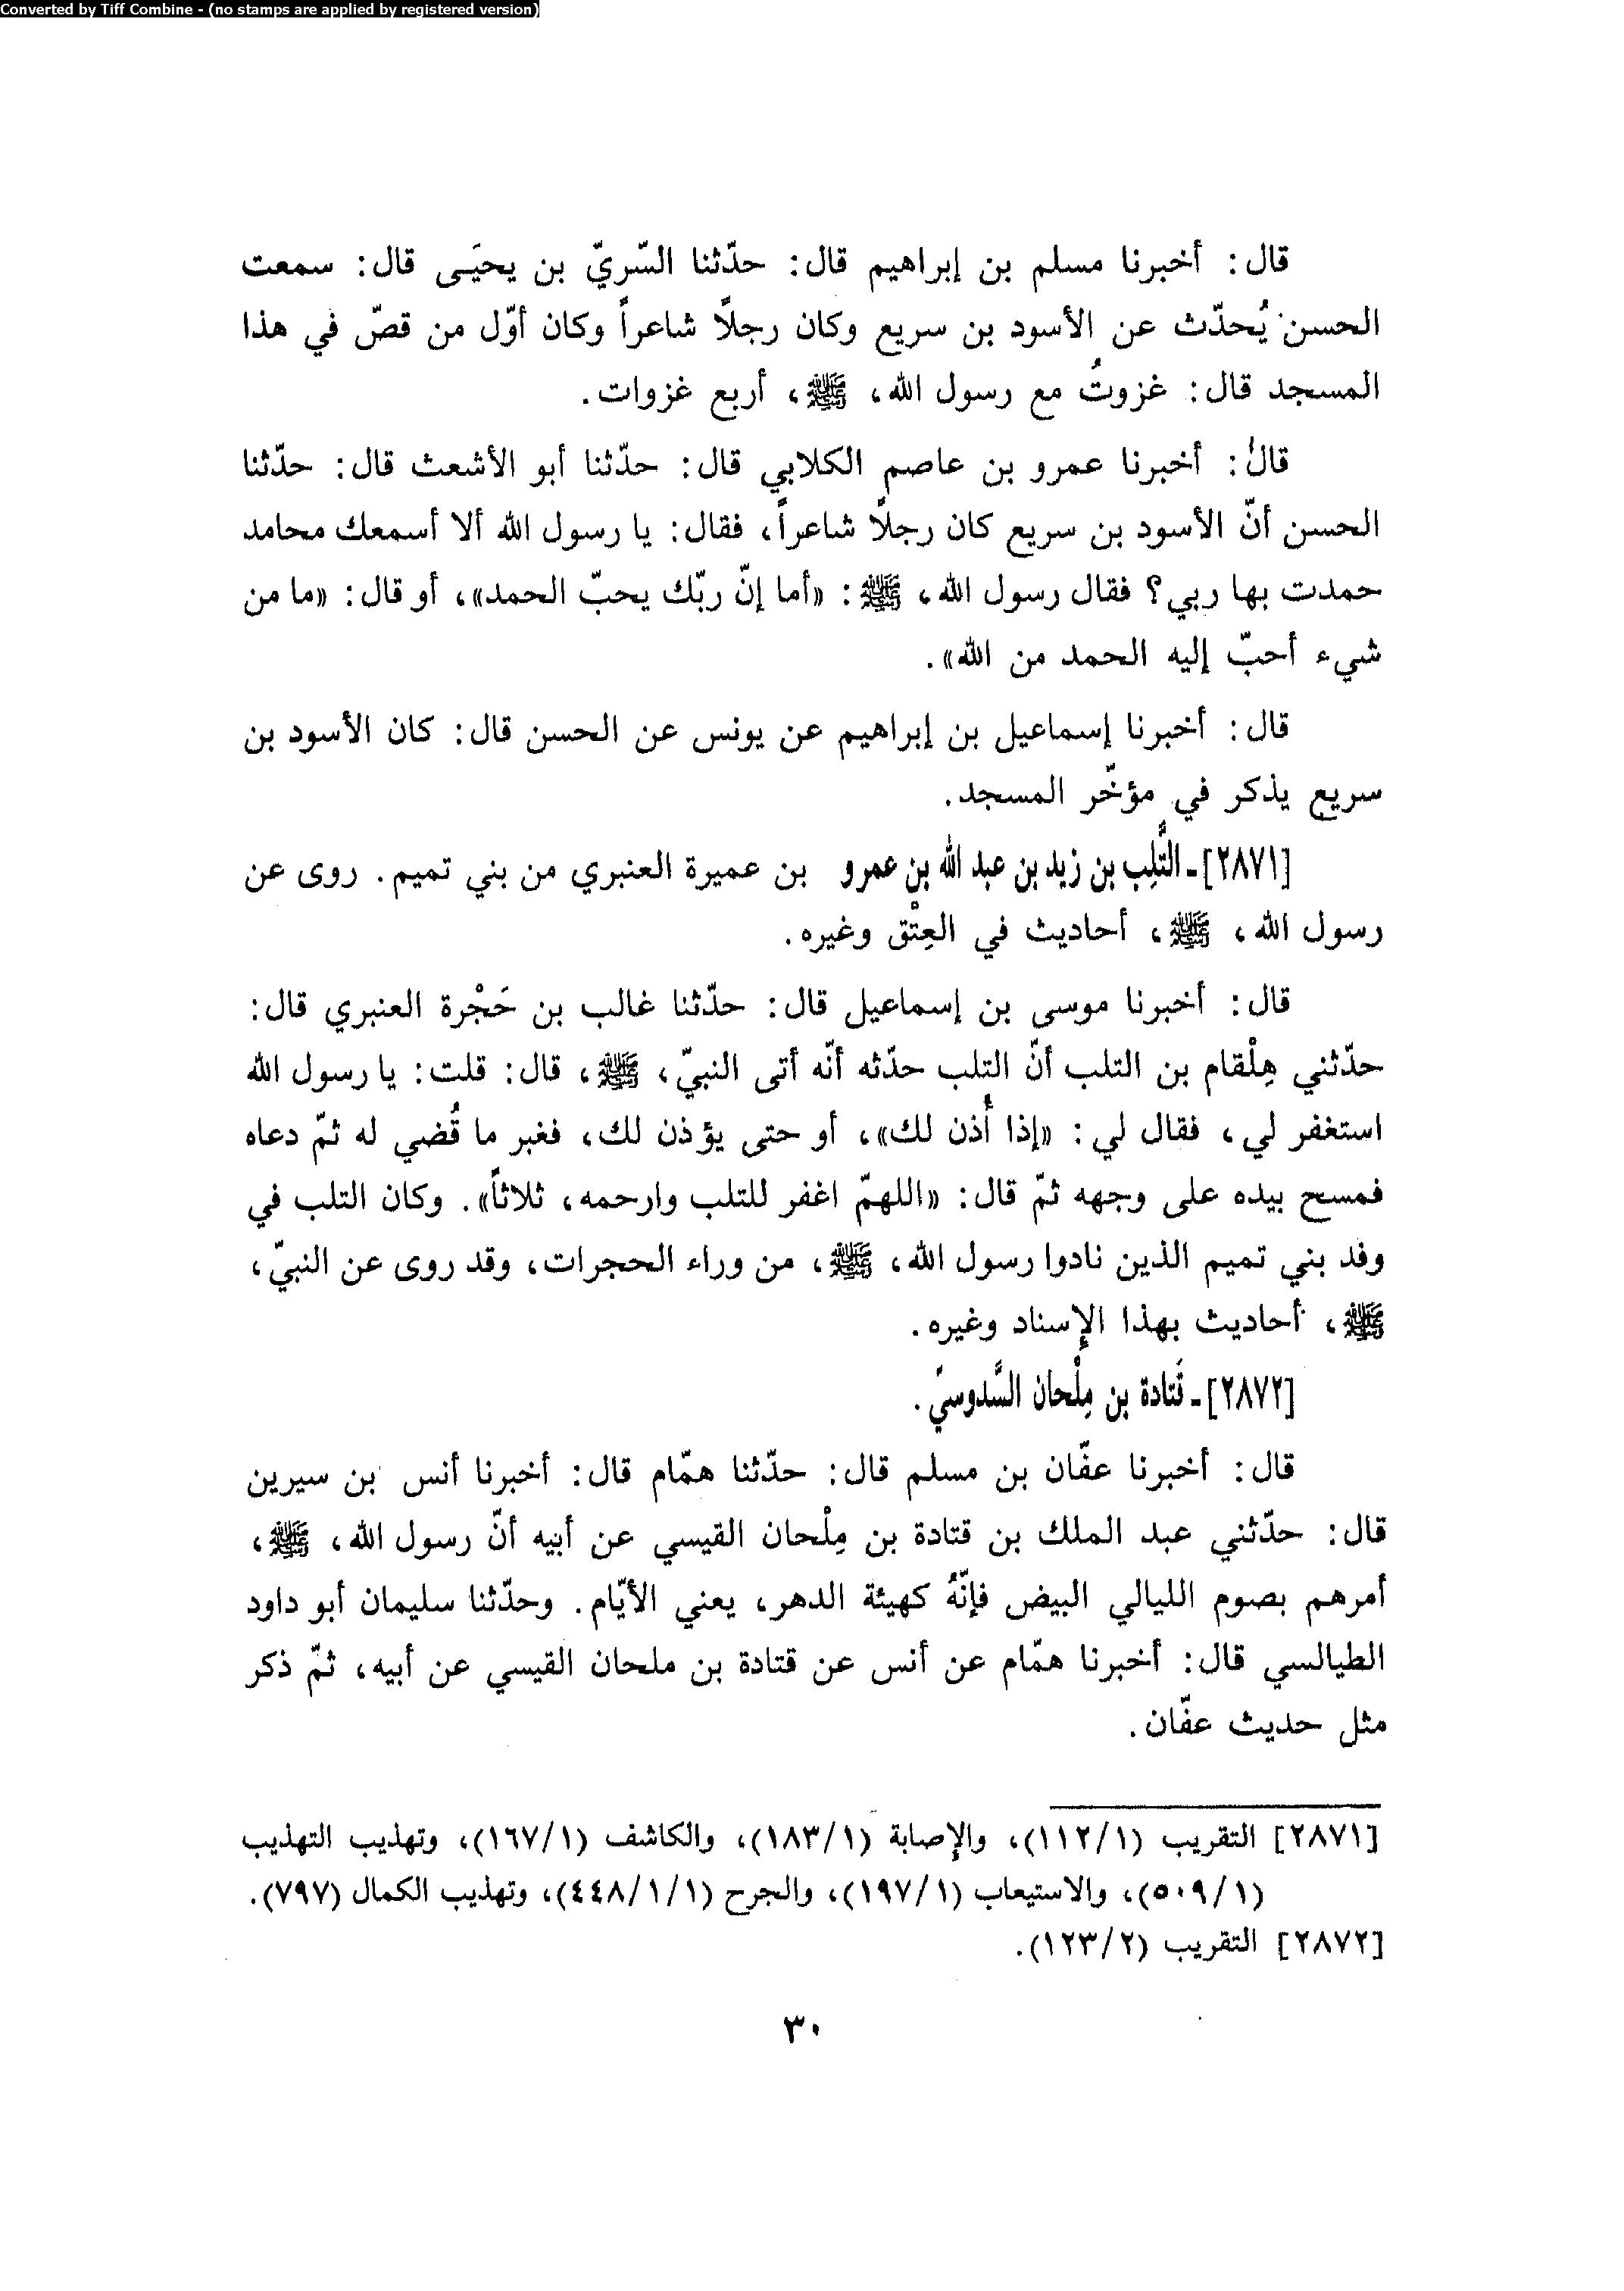 Converted by Tiff Combine - (no stamps are applied by registered version)
قال: أخبرنا مسلم بن إبراهيم قال: حدّثنا السّريّ بن يحيَى قال: سمعت
الحسن يُحدّث عن الأسود بن سريع وكان رجلًا شاعراً وكان أوّل من قصّ في هذا
المسجد قال: غزوتُ مع رسول الله، ﷺ، أربع غزوات.
قال: أخبرنا عمرو بن عاصم الكلابي قال: حدّثنا أبو الأشعث قال: حدّثنا
الحسن أنّ الأسود بن سريع كان رجلًا شاعراً، فقال: يا رسول الله ألا أسمعك محامد
حمدت بها ربي؟ فقال رسول الله، ﷺ: «أما إنّ ربّك يحبّ الحمد»، أو قال: «ما من
شيء أحبّ إليه الحمد من الله».
قال: أخبرنا إسماعيل بن إبراهيم عن يونس عن الحسن قال: كان الأسود بن
سريع يذكر في مؤخّر المسجد.
[٢٨٧١] ـ التَّلِب بن زيد بن عبد الله بن عمرو بن عميرة العنبري من بني تميم. روى عن
رسول الله، ﷺ، أحاديث في العِتْق وغيره.
قال: أخبرنا موسى بن إسماعيل قال: حدّثنا غالب بن حَجْرة العنبري قال:
حدّثني هِلْقام بن التلب أنّ التلب حدّثه أنّه أتى النبيّ، ﷺ، قال: قلت: يا رسول الله
استغفر لي، فقال لي: «إذا أُذن لك»، أو حتى يؤذن لك، فغبر ما قُضي له ثمّ دعاه
فمسح بيده على وجهه ثمّ قال: «اللهمّ اغفر للتلب وارحمه، ثلاثاً». وكان التلب في
وفد بني تميم الذين نادوا رسول الله، ﷺ، من وراء الحجرات، وقد روى عن النبيّ،
ﷺ، أحاديث بهذا الإسناد وغيره.
[٢٨٧٢] ـ قَتادة بن مِلْحان السَّدوسيّ.
قال: أخبرنا عفّان بن مسلم قال: حدّثنا همّام قال: أخبرنا أنس بن سيرين
قال: حدّثني عبد الملك بن قتادة بن مِلْحان القيسي عن أبيه أنّ رسول الله، ﷺ،
أمرهم بصوم الليالي البيض فإنّهُ كهيئة الدهر، يعني الأيّام. وحدّثنا سليمان أبو داود
الطيالسي قال: أخبرنا همّام عن أنس عن قتادة بن ملحان القيسي عن أبيه، ثمّ ذكر
مثل حديث عفّان.
[٢٨٧١] التقريب (١١٢/١)، والإصابة (١٨٣/١)، والكاشف (١٦٧/١)، وتهذيب التهذيب
(٥٠٩/١)، والاستيعاب (١٩٧/١)، والجرح (٤٤٨/١/١)، وتهذيب الكمال (٧٩٧).
[٢٨٧٢] التقريب (١٢٣/٢).
٣٠